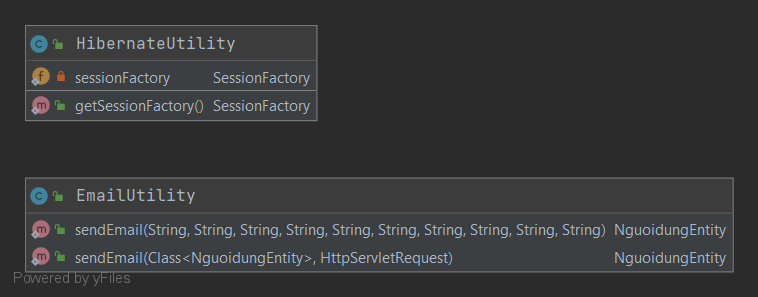 HibernateUtility
sessionFactory SessionFactory
getSessionFactory() SessionFactory
EmailUtility
sendEmail(String, String, String, String, String, String, String, String, String, String) NguoidungEntity
sendEmail(Class<NguoidungEntity>, HttpServletRequest) NguoidungEntity
Powered by yFiles